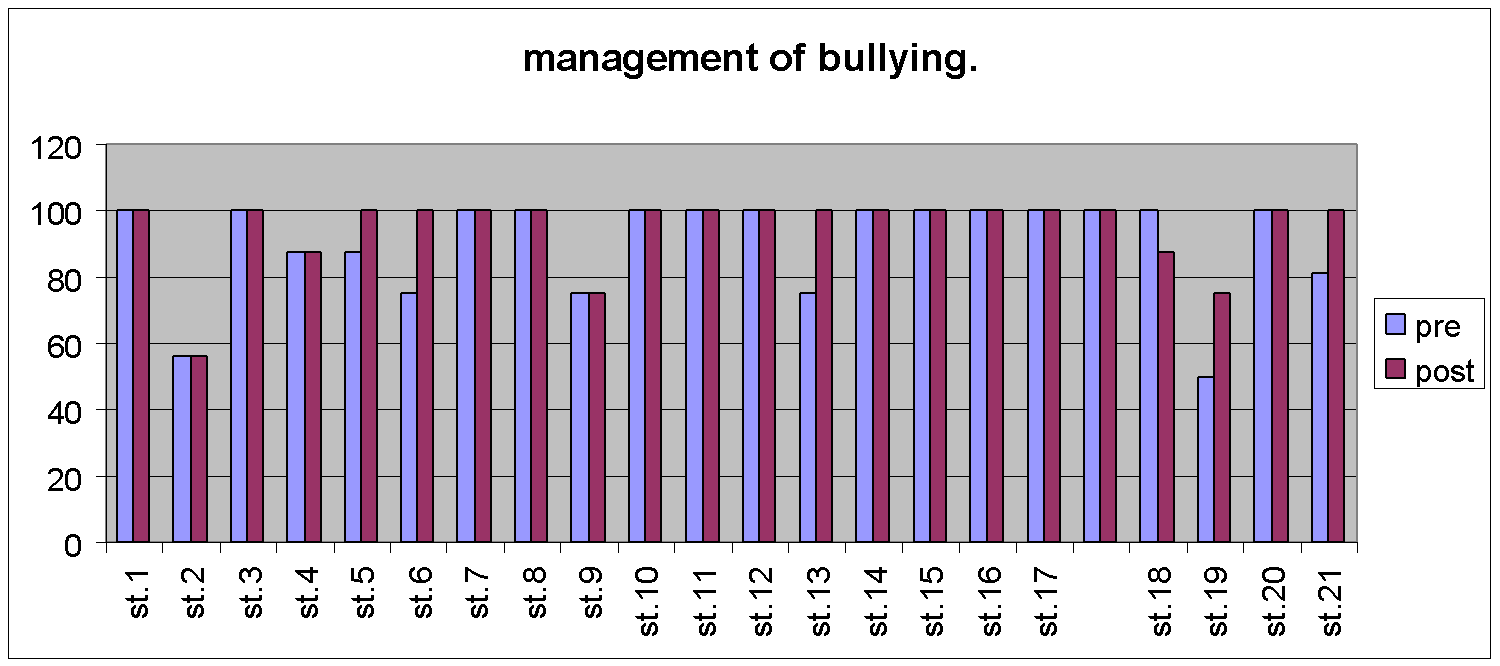 management of bullying.
120
100
80
60
40
20
0
st.1
st.2
st.3
st.4
st.5
st.6
st.7
st.8
st.9
st.10
st.11
st.12
st.13
st.14
st.15
st.16
st.17
st.18
st.19
st.20
st.21
pre
post